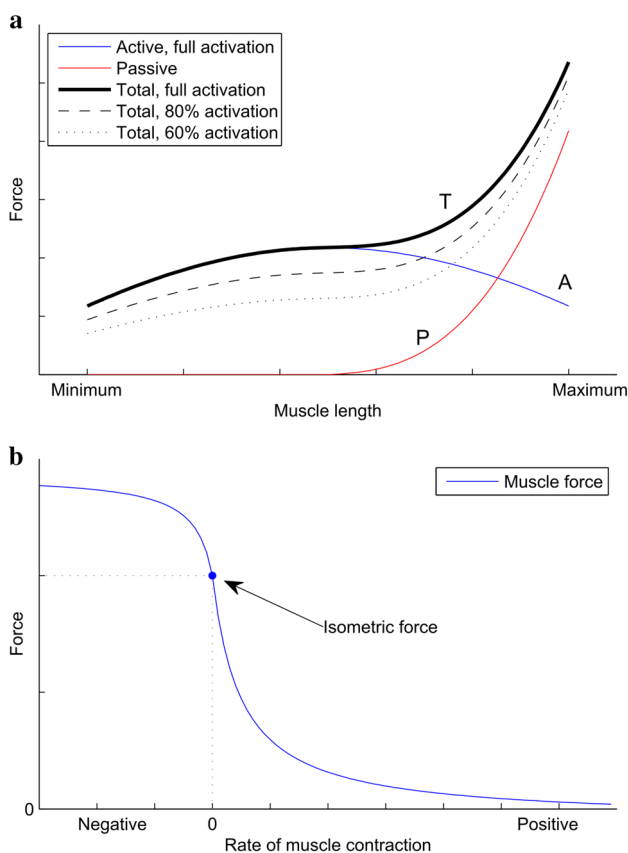 a
Active, full activation
Passive
Total, full activation
Total, 80% activation
Total, 60% activation
Force
T
A
P
Minimum
Maximum
Muscle length
b
Muscle force
Force
Isometric force
0
Negative
0
Positive
Rate of muscle contraction